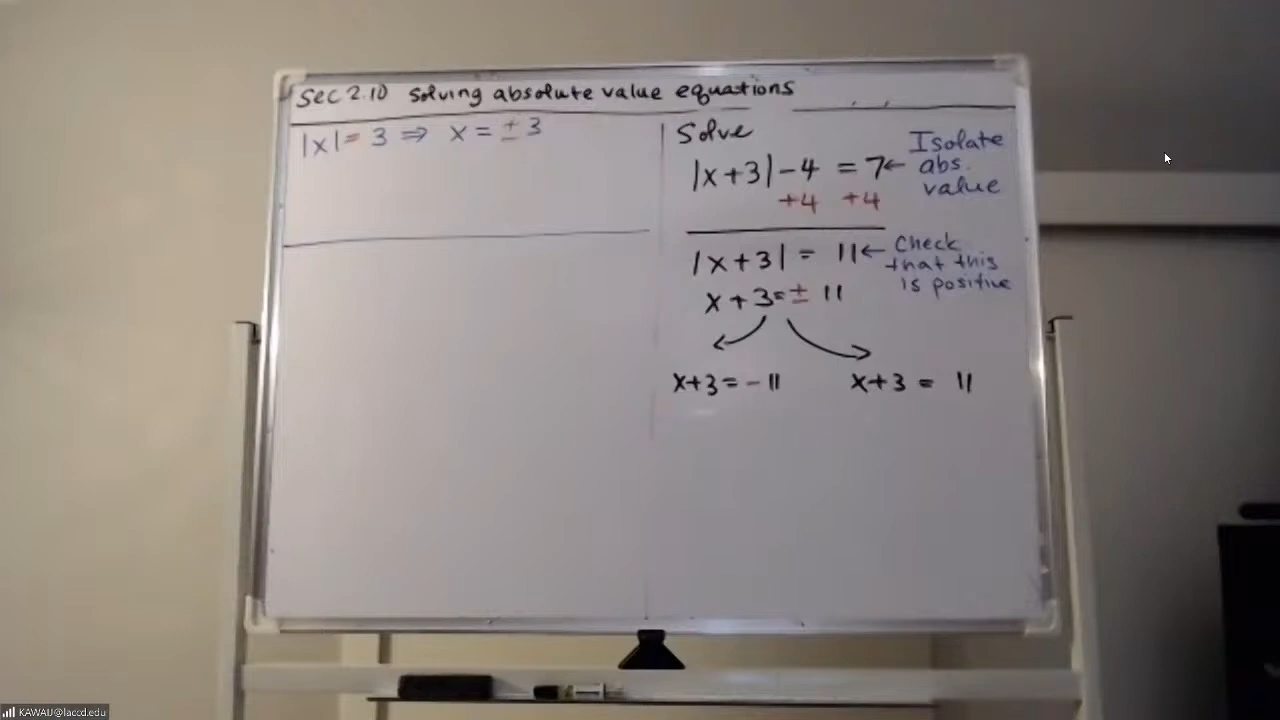 Sec 2.10 Solving absolute value equations
|x| = 3 ⇒ x = ± 3
Solve
|x+3| - 4 = 7 ← Isolate abs. value
+4 +4
|x+3| = 11 ← Check that this is positive
x + 3 = ± 11
x+3 = - 11
x+3 = 11
KAWAIJ@laccd.edu